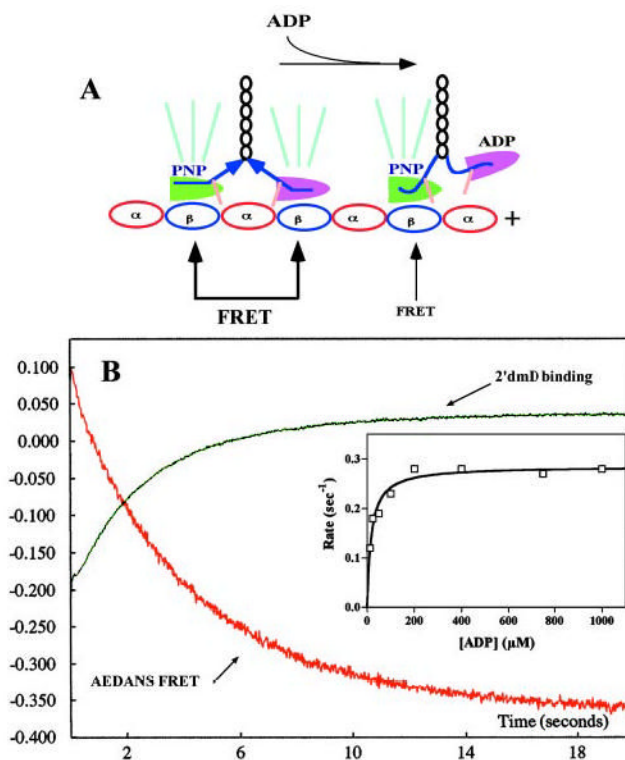 ADP
A
PNP
PNP
ADP
α
β
α
β
α
β
α
+
FRET
FRET
B
0.100
0.050
0.000
-0.050
-0.100
-0.150
-0.200
-0.250
-0.300
-0.350
-0.400
2'dmD binding
AEDANS FRET
Time (seconds)
2
6
10
14
18
Rate (sec⁻¹)
0.3
0.2
0.1
0.0
0
200
400
600
800
1000
[ADP] (µM)